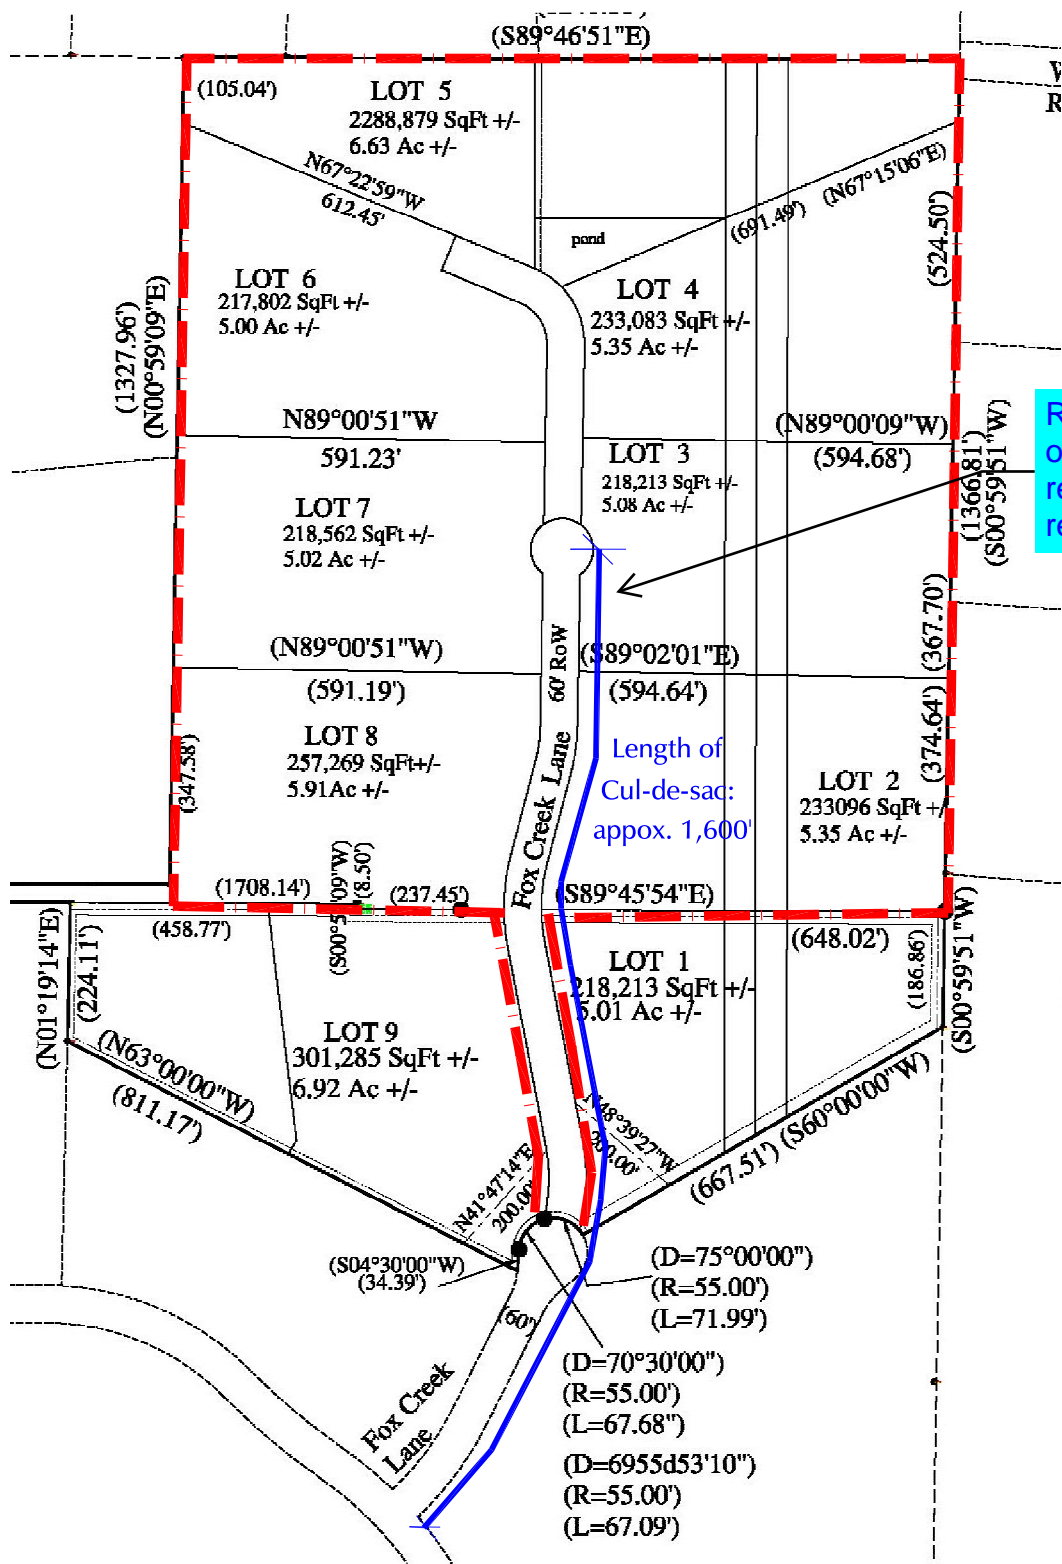 (S89°46'51"E)
W
R
(105.04')
LOT 5
2288,879 SqFt +/-
6.63 Ac +/-
N67°22'59"W
612.45'
(N67°15'06"E)
(691.49')
(524.50')
pond
LOT 6
217,802 SqFt +/-
5.00 Ac +/-
LOT 4
233,083 SqFt +/-
5.35 Ac +/-
(1327.96')
(N00°59'09"E)
N89°00'51"W
591.23'
(N89°00'09"W)
(594.68')
R
o
re
re
(1366.81')
(S00°59'51"W)
LOT 3
218,213 SqFt +/-
5.08 Ac +/-
LOT 7
218,562 SqFt +/-
5.02 Ac +/-
(367.70')
(N89°00'51"W)
(591.19')
60' RoW
(S89°02'01"E)
(594.64')
(374.64')
LOT 8
257,269 SqFt+/-
5.91Ac +/-
(347.58')
Fox Creek Lane
Length of
Cul-de-sac:
appox. 1,600'
LOT 2
233096 SqFt +/
5.35 Ac +/-
(1708.14')
(8.50')
(237.45')
(S89°45'54"E)
(458.77')
(648.02')
(N01°19'14"E)
(224.11')
(186.86')
(S00°59'51"W)
LOT 1
218,213 SqFt +/-
5.01 Ac +/-
LOT 9
301,285 SqFt +/-
6.92 Ac +/-
(N63°00'00"W)
(811.17')
N48°39'27"W
200.00'
(S60°00'00"W)
(667.51')
N41°47'14"E
200.00'
(S04°30'00"W)
(34.39')
(D=75°00'00")
(R=55.00')
(L=71.99')
(60')
(D=70°30'00")
(R=55.00')
(L=67.68")
Fox Creek
Lane
(D=6955d53'10")
(R=55.00')
(L=67.09')